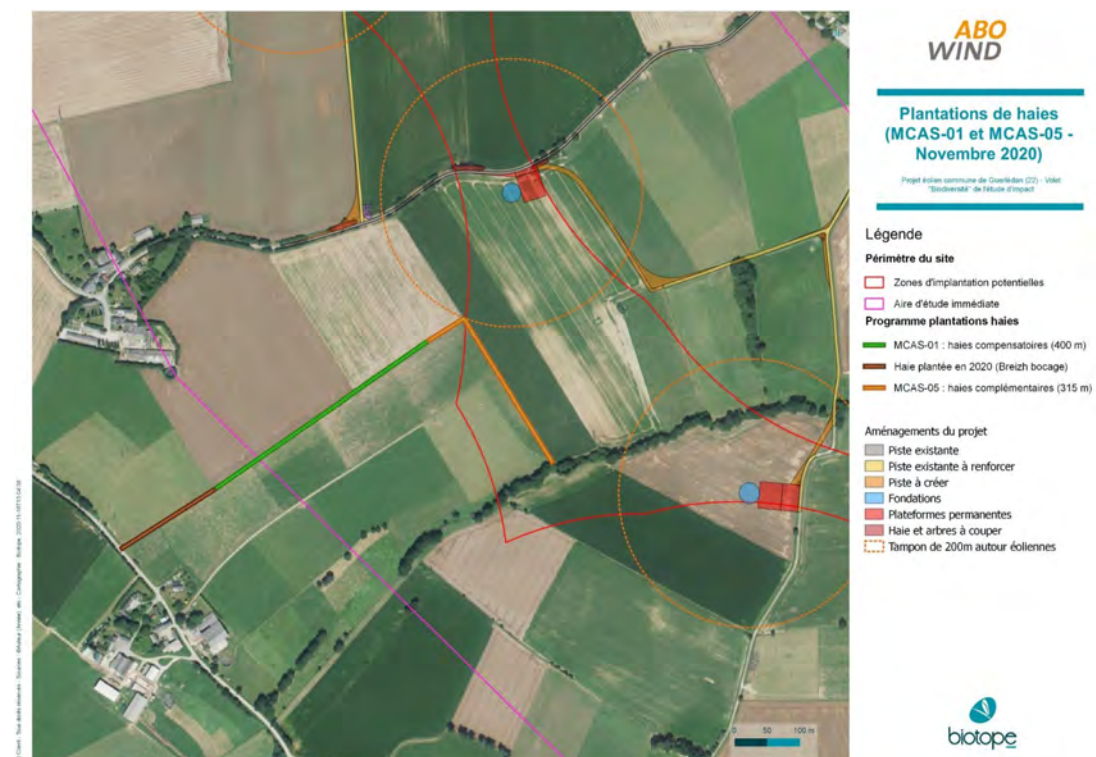 ABO
WIND
Plantations de haies
(MCAS-01 et MCAS-05 -
Novembre 2020)
Projet éolien commune de Guerlédan (22) - Volet
"Biodiversité" de l'étude d'impact
Légende
Périmètre du site
Zones d'implantation potentielles
Aire d'étude immédiate
Programme plantations haies
MCAS-01 : haies compensatoires (400 m)
Haie plantée en 2020 (Breizh bocage)
MCAS-05 : haies complémentaires (315 m)
Aménagements du projet
Piste existante
Piste existante à renforcer
Piste à créer
Fondations
Plateformes permanentes
Haie et arbres à couper
Tampon de 200m autour éoliennes
0 50 100 m
biotope